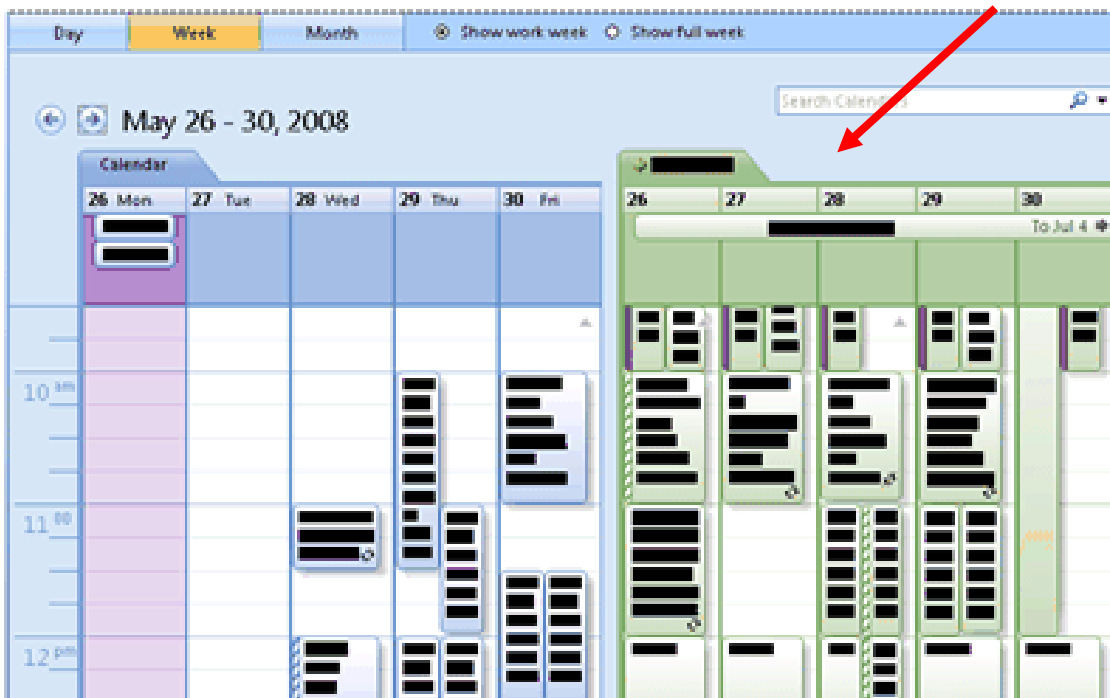 Day Week Month Show work week Show full week
Search Calendars
May 26 - 30, 2008
Calendar
26 Mon 27 Tue 28 Wed 29 Thu 30 Fri 26 27 28 29 30
To Jul 4
10 am
11 00
12 pm